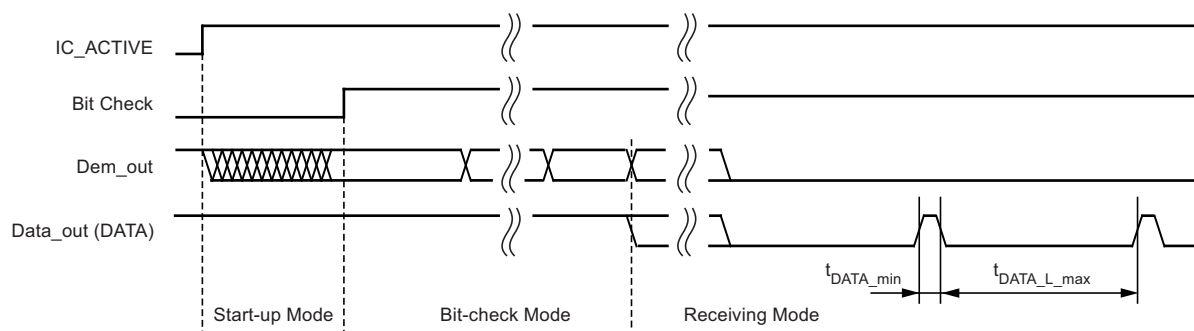 IC_ACTIVE
Bit Check
Dem_out
Data_out (DATA)
tDATA_min
tDATA_L_max
Start-up Mode
Bit-check Mode
Receiving Mode